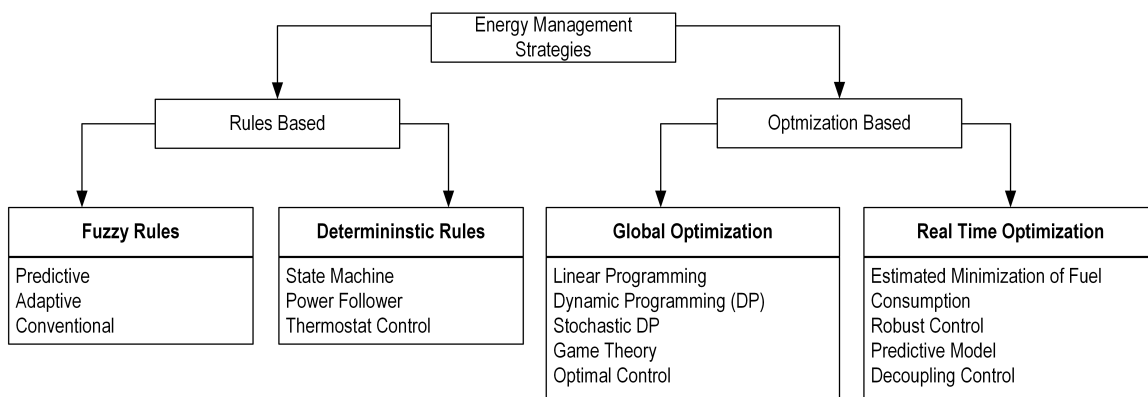 Energy Management
Strategies
Rules Based
Optmization Based
Fuzzy Rules
Predictive
Adaptive
Conventional
Determininstic Rules
State Machine
Power Follower
Thermostat Control
Global Optimization
Linear Programming
Dynamic Programming (DP)
Stochastic DP
Game Theory
Optimal Control
Real Time Optimization
Estimated Minimization of Fuel
Consumption
Robust Control
Predictive Model
Decoupling Control